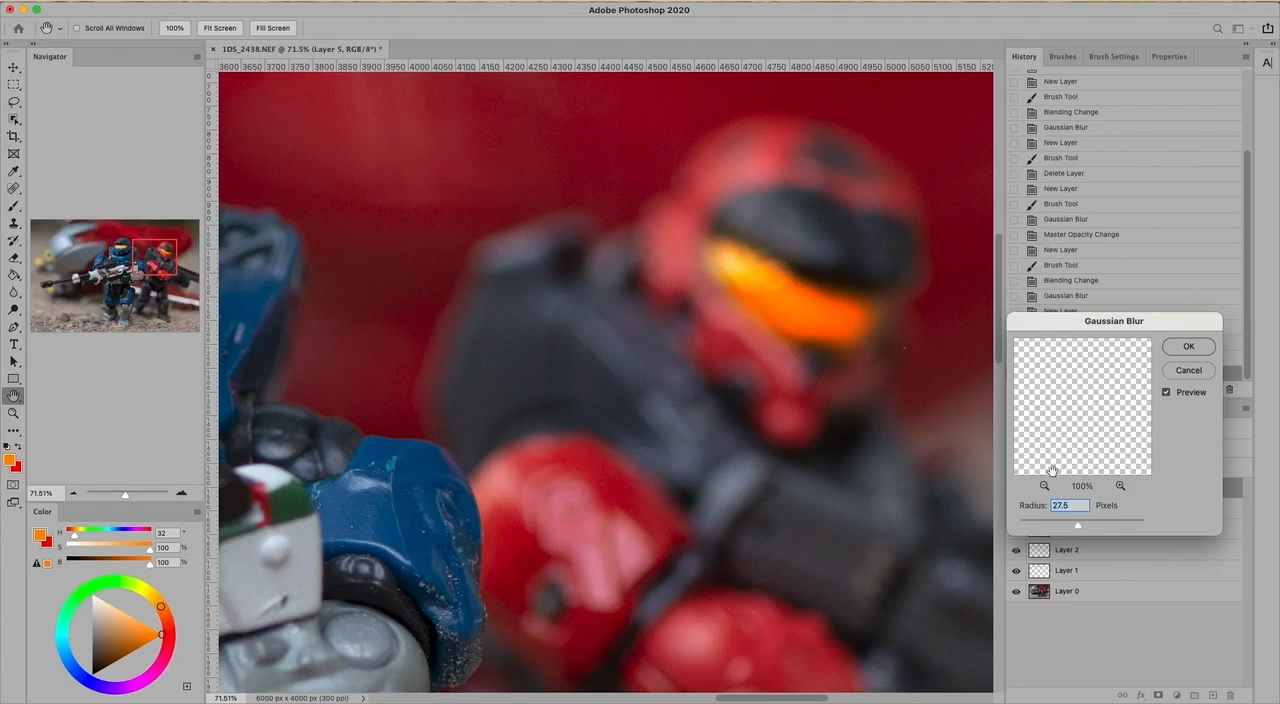 Adobe Photoshop 2020
Scroll All Windows
100%
Fit Screen
Fill Screen
Navigator
1DS_2438.NEF @ 71.5% (Layer 5, RGB/8*) *
History
Brushes
Brush Settings
Properties
3600 3650 3700 3750 3800 3850 3900 3950 4000 4050 4100 4150 4200 4250 4300 4350 4400 4450 4500 4550 4600 4650 4700 4750 4800 4850 4900 4950 5000 5050 5100 5150 520
New Layer
Brush Tool
Blending Change
Gaussian Blur
New Layer
Brush Tool
Delete Layer
New Layer
Brush Tool
Gaussian Blur
Master Opacity Change
New Layer
Brush Tool
Blending Change
Gaussian Blur
New Layer
Gaussian Blur
OK
Cancel
Preview
100%
Radius: 27.5 Pixels
71.51%
Color
H 32 °
S 100 %
B 100 %
Layer 2
Layer 1
Layer 0
71.51%
6000 px x 4000 px (300 ppi)